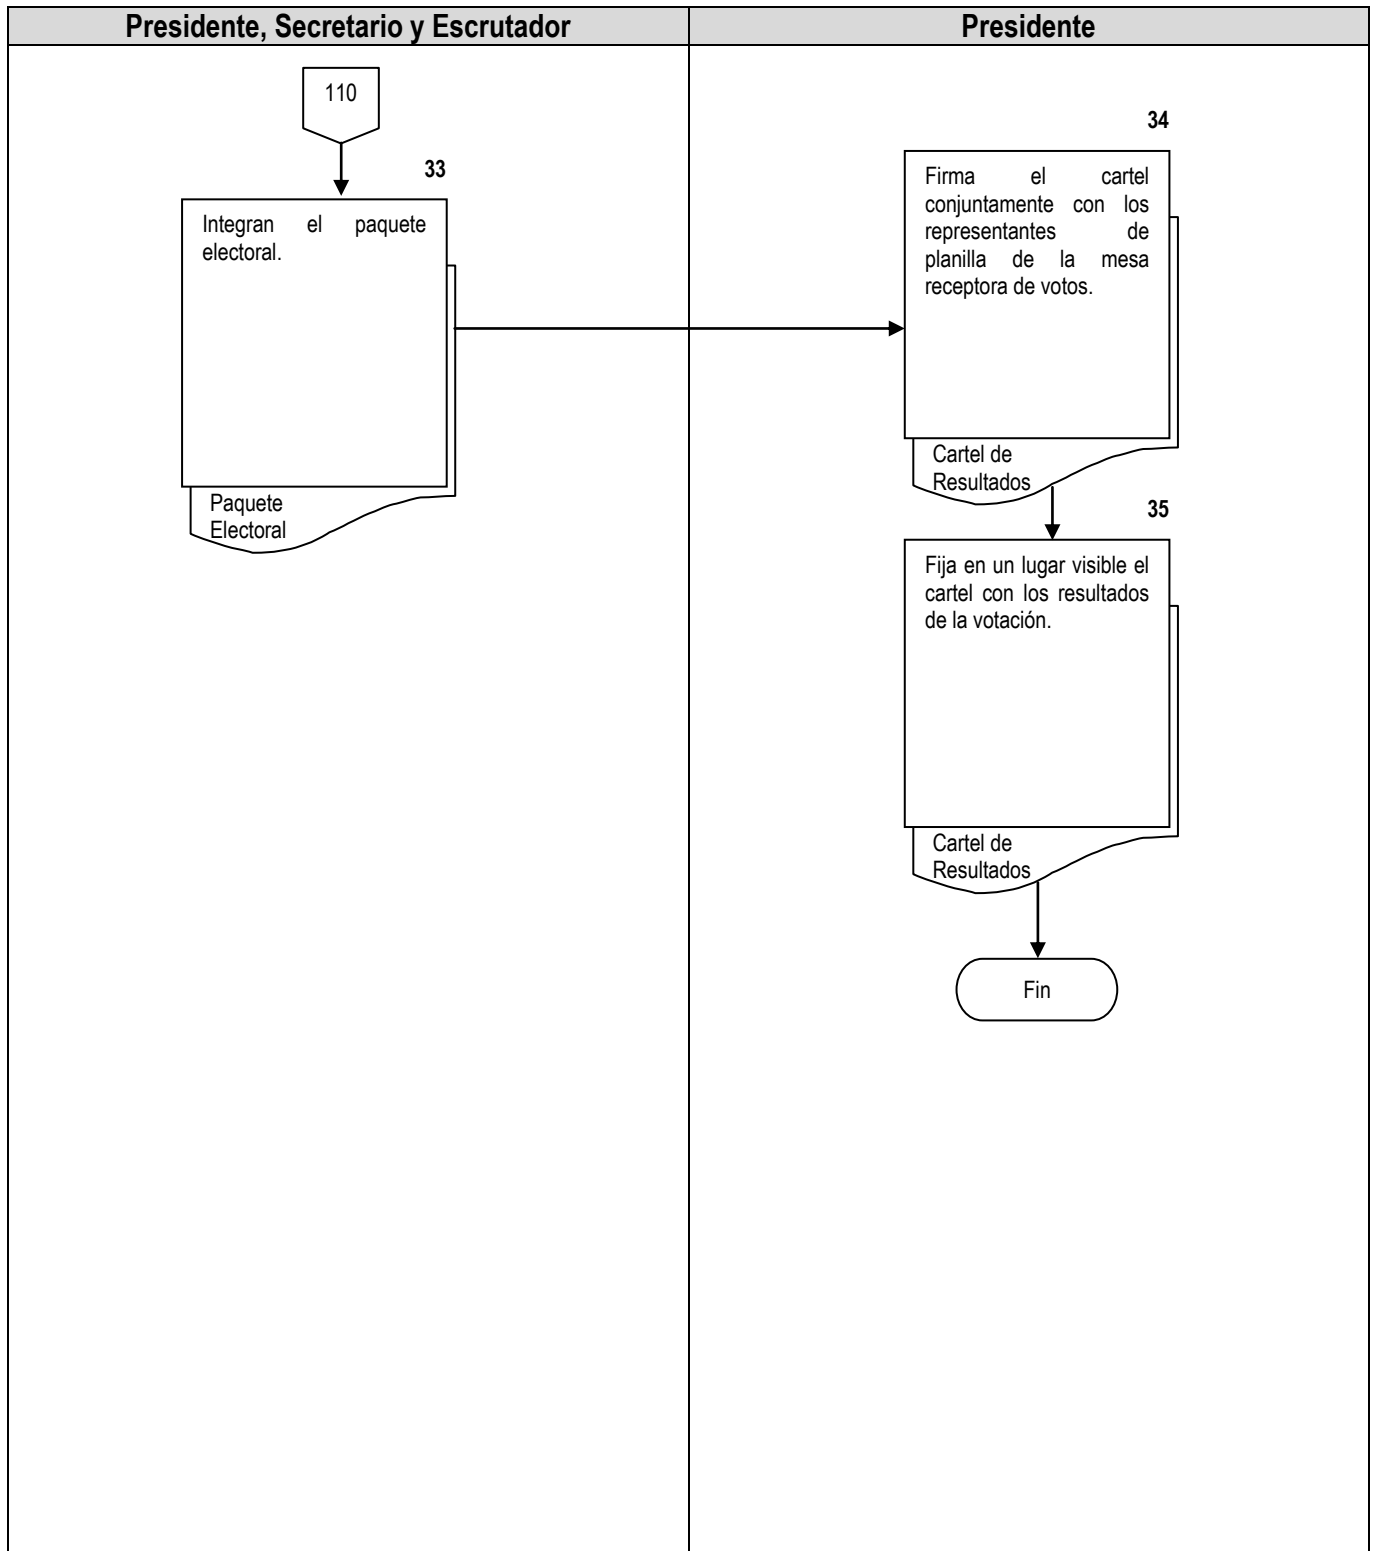 Presidente, Secretario y Escrutador
Presidente
110
33
Integran el paquete
electoral.
Paquete
Electoral
34
Firma el cartel
conjuntamente con los
representantes de
planilla de la mesa
receptora de votos.
Cartel de
Resultados
35
Fija en un lugar visible el
cartel con los resultados
de la votación.
Cartel de
Resultados
Fin